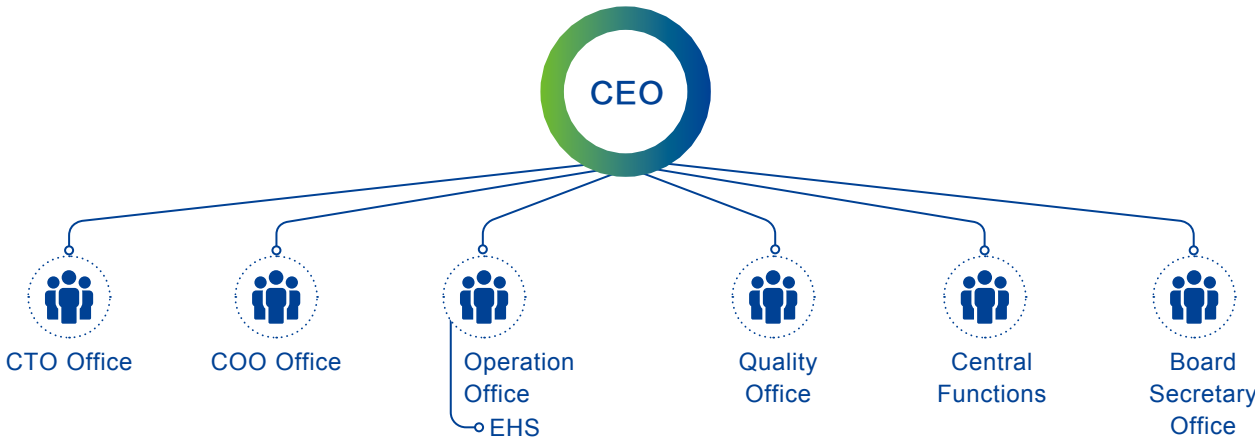 CEO
CTO Office
COO Office
Operation
Office
EHS
Quality
Office
Central
Functions
Board
Secretary
Office